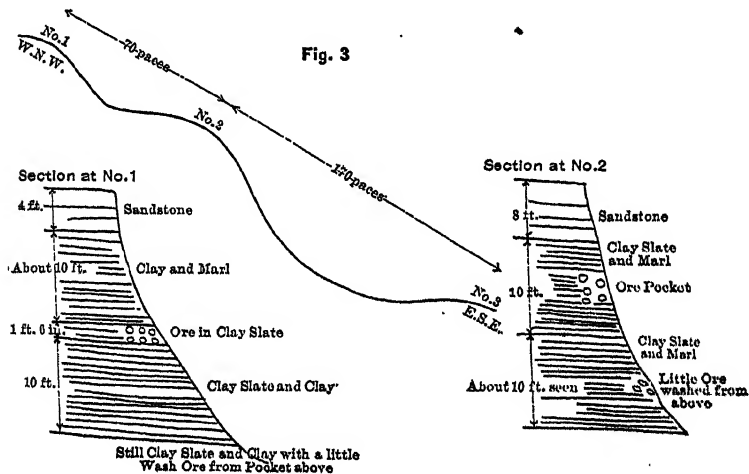 Fig. 3
No.1
W.N.W.
70 paces
No.2
170 paces
No.3
E.S.E.
Section at No.1
4 ft.
Sandstone
About 10 ft.
Clay and Marl
1 ft. 6 in.
Ore in Clay Slate
10 ft.
Clay Slate and Clay
Still Clay Slate and Clay with a little
Wash Ore from Pocket above
Section at No.2
8 ft.
Sandstone
Clay Slate
and Marl
10 ft.
Ore Pocket
Clay Slate
and Marl
About 10 ft. seen
Little Ore
washed from
above